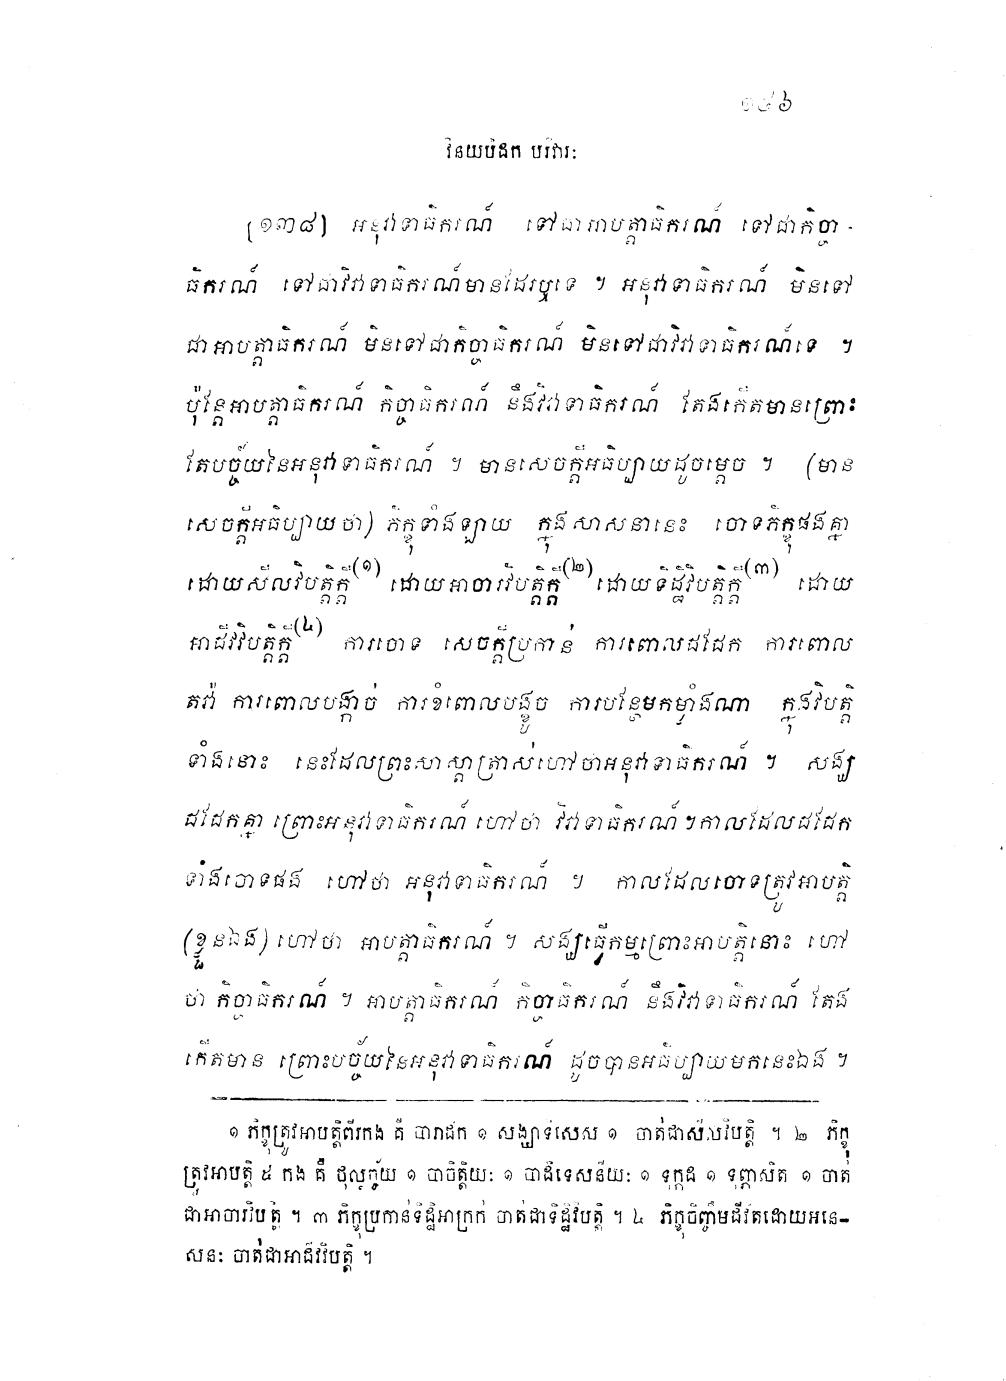 ១៤៦
វិនយបិដក បរិវារៈ
[១៣៨] អនុវាទាធិករណ៍ ទៅជាអាបត្តាធិករណ៍ ទៅជាកិច្ចា-
ធិករណ៍ ទៅជាវិវាទាធិករណ៍មានដែរឬទេ ។ អនុវាទាធិករណ៍ មិនទៅ
ជាអាបត្តាធិករណ៍ មិនទៅជាកិច្ចាធិករណ៍ មិនទៅជាវិវាទាធិករណ៍ទេ ។
ប៉ុន្តែអាបត្តាធិករណ៍ កិច្ចាធិករណ៍ នឹងវិវាទាធិករណ៍ តែងកើតមានព្រោះ
តែបច្ច័យនៃអនុវាទាធិករណ៍ ។ មានសេចក្តីអធិប្បាយដូចម្តេច ។ (មាន
សេចក្តីអធិប្បាយថា) ភិក្ខុទាំងឡាយ ក្នុងសាសនានេះ ចោទភិក្ខុផងគ្នា
ដោយសីលវិបត្តិក្តី(១) ដោយអាចារវិបត្តិក្តី(២) ដោយទិដ្ឋិវិបត្តិក្តី(៣) ដោយ
អាជីវវិបត្តិក្តី(៤) ការចោទ សេចក្តីប្រកាន់ ការពោលដដែក ការពោល
តវ៉ា ការពោលបង្កាច់ ការខំពោលបង្ខូច ការបន្ថែមកម្លាំងណា ក្នុងវិបត្តិ
ទាំងនោះ នេះដែលព្រះសាស្តាត្រាស់ហៅថាអនុវាទាធិករណ៍ ។ សង្ឃ
ដដែកគ្នា ព្រោះអនុវាទាធិករណ៍ ហៅថា វិវាទាធិករណ៍ ។ កាលដែលដដែក
ទាំងចោទផង ហៅថា អនុវាទាធិករណ៍ ។ កាលដែលចោទត្រូវអាបត្តិ
(ខ្លួនឯង) ហៅថា អាបត្តាធិករណ៍ ។ សង្ឃធ្វើកម្មព្រោះអាបត្តិនោះ ហៅ
ថា កិច្ចាធិករណ៍ ។ អាបត្តាធិករណ៍ កិច្ចាធិករណ៍ នឹងវិវាទាធិករណ៍ តែង
កើតមាន ព្រោះបច្ច័យនៃអនុវាទាធិករណ៍ ដូចបានអធិប្បាយមកនេះឯង ។
១ ភិក្ខុត្រូវអាបត្តិពីរកង គឺ បារាជិក ១ សង្ឃាទិសេស ១ ចាត់ជាសីលវិបត្តិ ។ ២ ភិក្ខុ
ត្រូវអាបត្តិ ៥ កង គឺ ថុល្លច្ច័យ ១ បាចិត្តិយៈ ១ បាដិទេសនីយៈ ១ ទុក្កដ ១ ទុព្ភាសិត ១ ចាត់
ជាអាចារវិបត្តិ ។ ៣ ភិក្ខុប្រកាន់ទិដ្ឋិអាក្រក់ ចាត់ជាទិដ្ឋិវិបត្តិ ។ ៤ ភិក្ខុចិញ្ចឹមជីវិតដោយអនេ-
សនៈ ចាត់ជាអាជីវវិបត្តិ ។